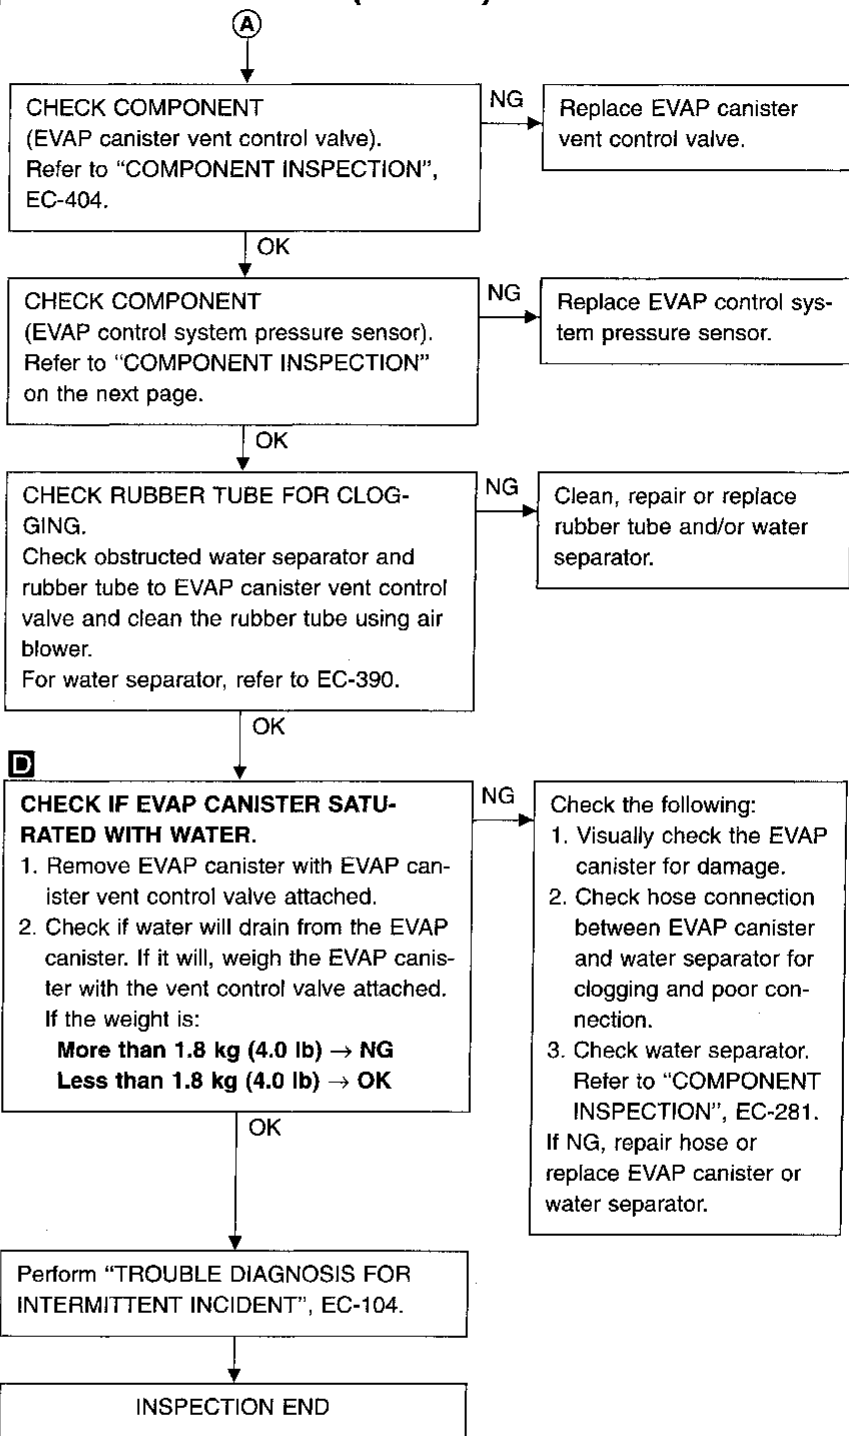 A
CHECK COMPONENT
(EVAP canister vent control valve).
Refer to “COMPONENT INSPECTION”,
EC-404.
NG
Replace EVAP canister
vent control valve.
OK
CHECK COMPONENT
(EVAP control system pressure sensor).
Refer to “COMPONENT INSPECTION”
on the next page.
NG
Replace EVAP control sys-
tem pressure sensor.
OK
CHECK RUBBER TUBE FOR CLOG-
GING.
Check obstructed water separator and
rubber tube to EVAP canister vent control
valve and clean the rubber tube using air
blower.
For water separator, refer to EC-390.
NG
Clean, repair or replace
rubber tube and/or water
separator.
OK
D
CHECK IF EVAP CANISTER SATU-
RATED WITH WATER.
1. Remove EVAP canister with EVAP can-
ister vent control valve attached.
2. Check if water will drain from the EVAP
canister. If it will, weigh the EVAP canis-
ter with the vent control valve attached.
If the weight is:
More than 1.8 kg (4.0 lb) → NG
Less than 1.8 kg (4.0 lb) → OK
NG
Check the following:
1. Visually check the EVAP
canister for damage.
2. Check hose connection
between EVAP canister
and water separator for
clogging and poor con-
nection.
3. Check water separator.
Refer to “COMPONENT
INSPECTION”, EC-281.
If NG, repair hose or
replace EVAP canister or
water separator.
OK
Perform “TROUBLE DIAGNOSIS FOR
INTERMITTENT INCIDENT”, EC-104.
INSPECTION END